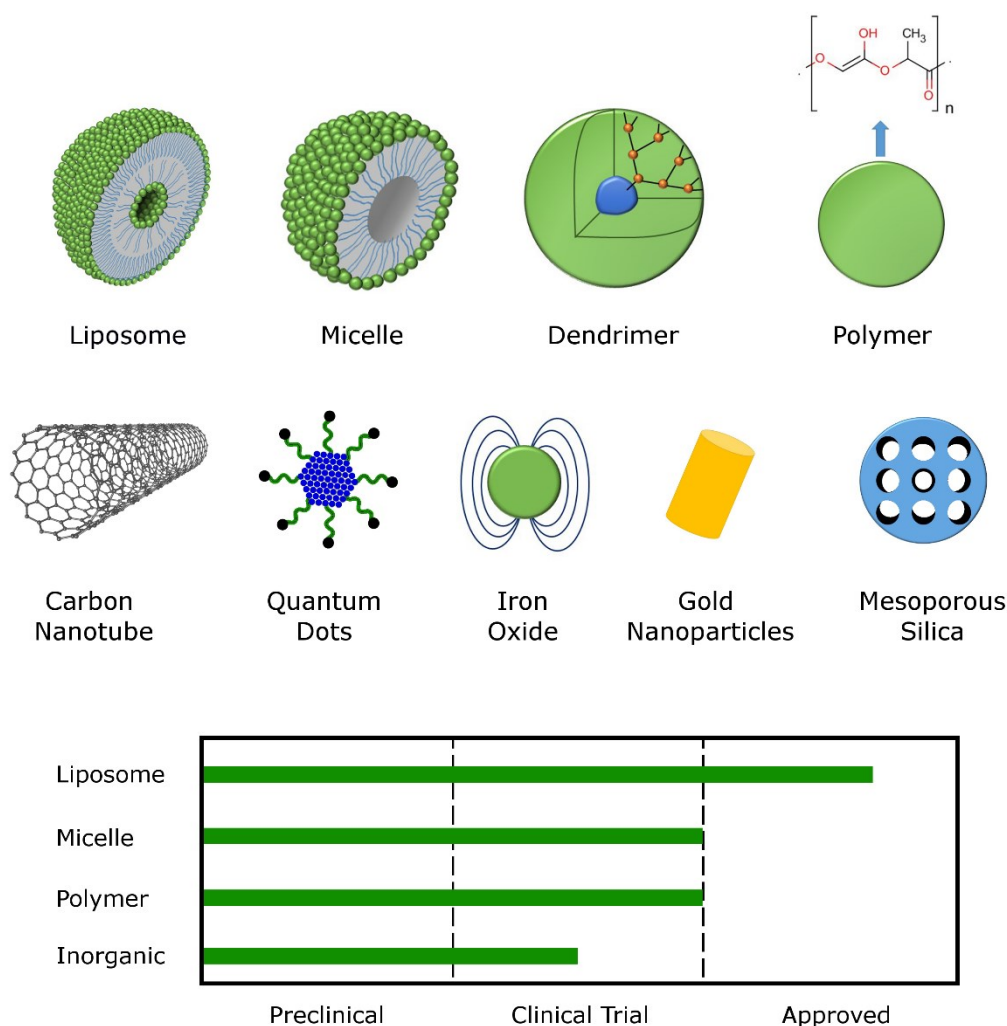 OH
CH3
O
O
O
n
Liposome
Micelle
Dendrimer
Polymer
Carbon
Nanotube
Quantum
Dots
Iron
Oxide
Gold
Nanoparticles
Mesoporous
Silica
Liposome
Micelle
Polymer
Inorganic
Preclinical
Clinical Trial
Approved